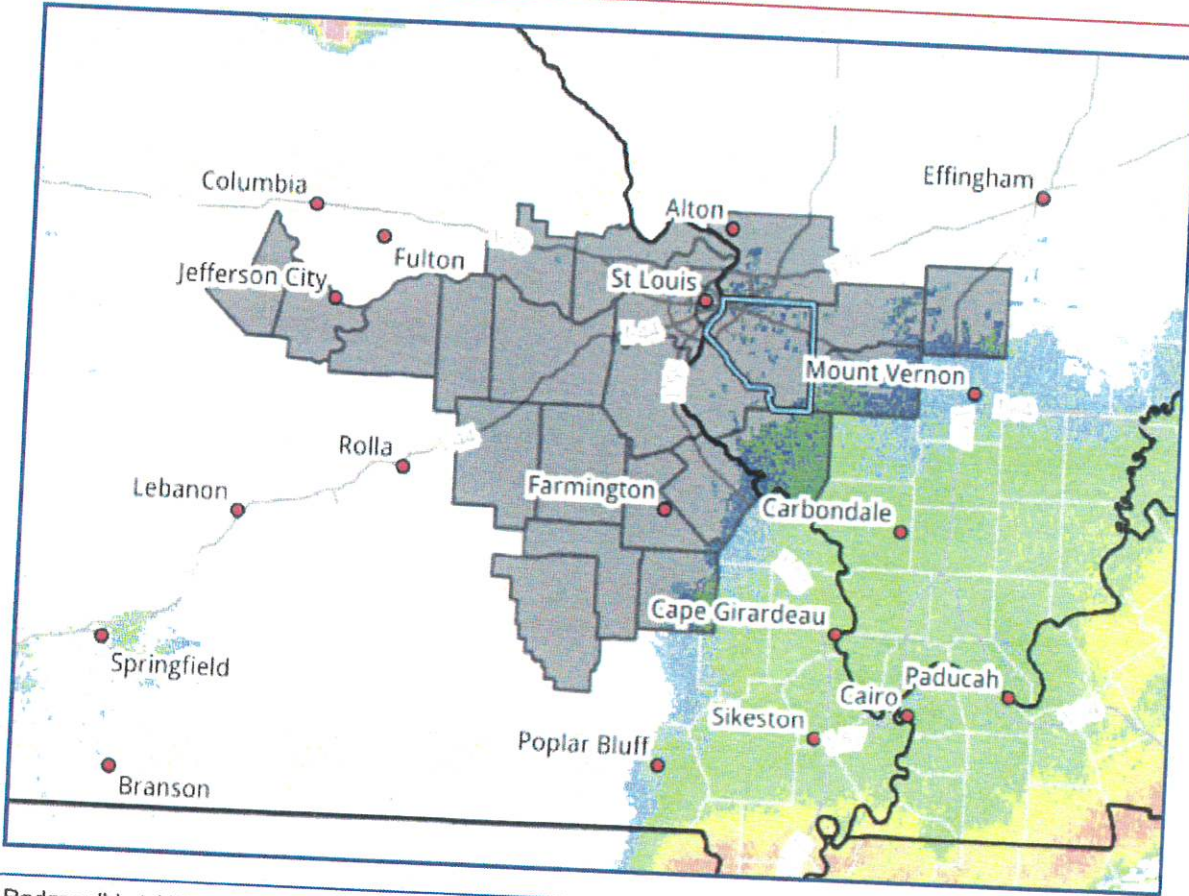 Columbia
Effingham
Alton
Fulton
Jefferson City
St Louis
Mount Vernon
Rolla
Lebanon
Farmington
Carbondale
Cape Girardeau
Springfield
Paducah
Cairo
Sikeston
Poplar Bluff
Branson